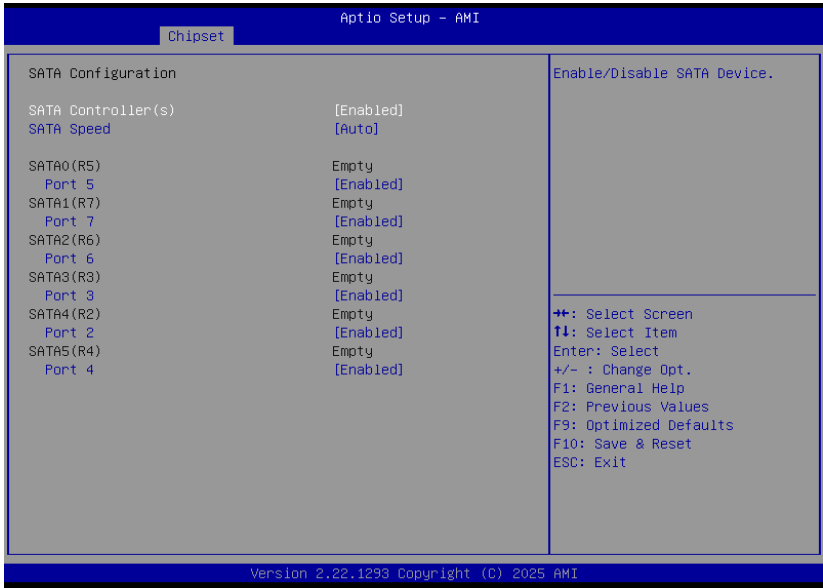 Aptio Setup – AMI
Chipset
SATA Configuration
SATA Controller(s) [Enabled]
SATA Speed [Auto]
SATA0(R5) Empty
Port 5 [Enabled]
SATA1(R7) Empty
Port 7 [Enabled]
SATA2(R6) Empty
Port 6 [Enabled]
SATA3(R3) Empty
Port 3 [Enabled]
SATA4(R2) Empty
Port 2 [Enabled]
SATA5(R4) Empty
Port 4 [Enabled]
Enable/Disable SATA Device.
→←: Select Screen
↑↓: Select Item
Enter: Select
+/– : Change Opt.
F1: General Help
F2: Previous Values
F9: Optimized Defaults
F10: Save & Reset
ESC: Exit
Version 2.22.1293 Copyright (C) 2025 AMI